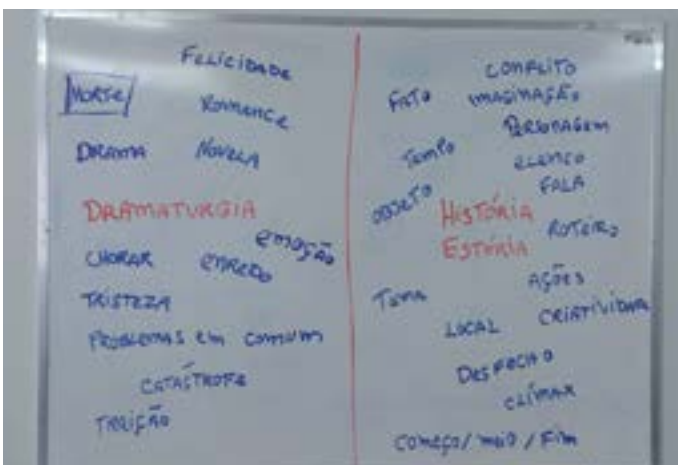 FELICIDADE
MORTE
ROMANCE
DRAMA NOVELA
DRAMATURGIA
EMOÇÃO
CHORAR ENREDO
TRISTEZA
PROBLEMAS EM COMUM
CATÁSTROFE
TRAIÇÃO
CONFLITO
FATO IMAGINAÇÃO
PERSONAGEM
TEMPO ELENCO
FALA
OBJETO
HISTÓRIA
ESTÓRIA ROTEIRO
AÇÕES
TEMA
LOCAL CRIATIVIDADE
DESFECHO
CLÍMAX
COMEÇO/MEIO/FIM